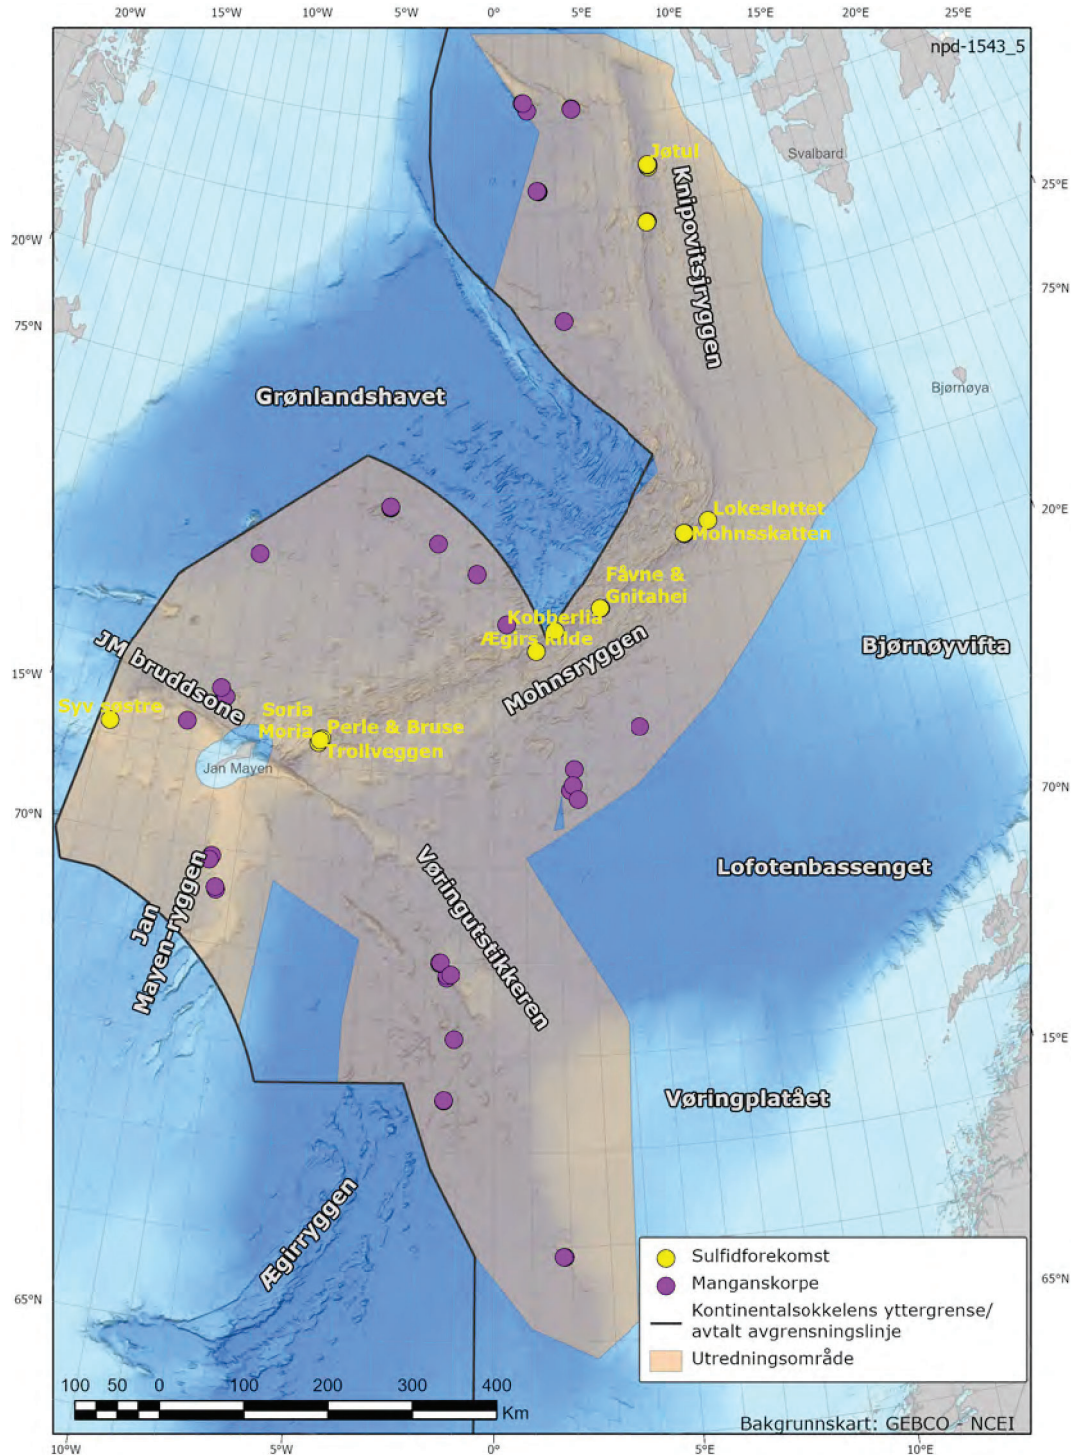 20°W 15°W 10°W 5°W 0° 5°E 10°E 15°E 20°E 25°E
npd-1543_5
Jøtul
Svalbard
25°E
Knipovitsjryggen
20°W
75°N
75°N
Bjørnøya
Grønlandshavet
Lokeslottet
20°E
Mohnsskatten
Fåvne &
Gnitahei
Kobberlia
Ægirs Kilde
Mohnsryggen
Bjørnøyvifta
JM bruddsone
15°W
Syv søstre
Soria
Moria
Perle & Bruse
Trollveggen
Jan Mayen
70°N
70°N
Vøringutstikkeren
Lofotenbassenget
Jan
Mayen-ryggen
15°E
Vøringplatået
Ægirryggen
Sulfidforekomst
Manganskorpe
Kontinentalsokkelens yttergrense/
avtalt avgrensningslinje
Utredningsområde
65°N
65°N
100 50 0 100 200 300 400
Km
Bakgrunnskart: GEBCO - NCEI
10°W 5°W 0° 5°E 10°E